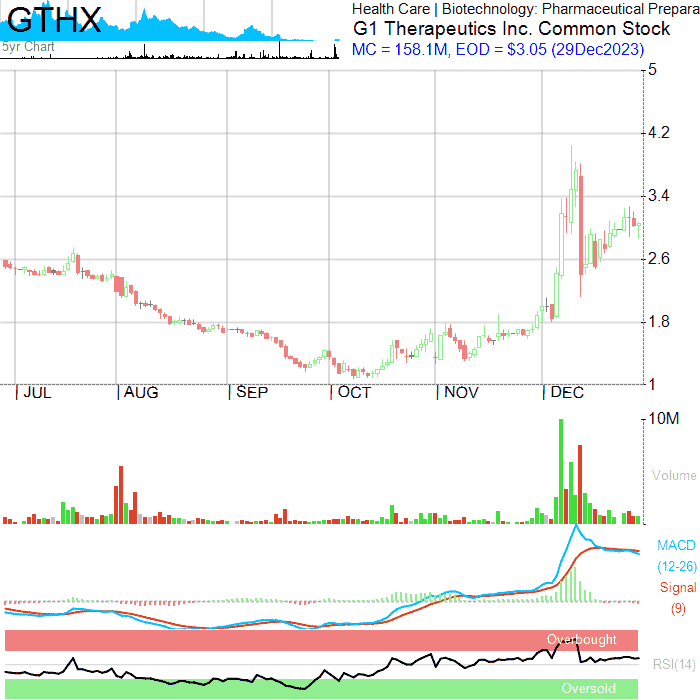 GTHX
Health Care | Biotechnology: Pharmaceutical Prepara
G1 Therapeutics Inc. Common Stock
5yr Chart
MC = 158.1M, EOD = $3.05 (29Dec2023)
5
4.2
3.4
2.6
1.8
1
JUL AUG SEP OCT NOV DEC
10M
Volume
MACD
(12-26)
Signal
(9)
Overbought
RSI(14)
Oversold